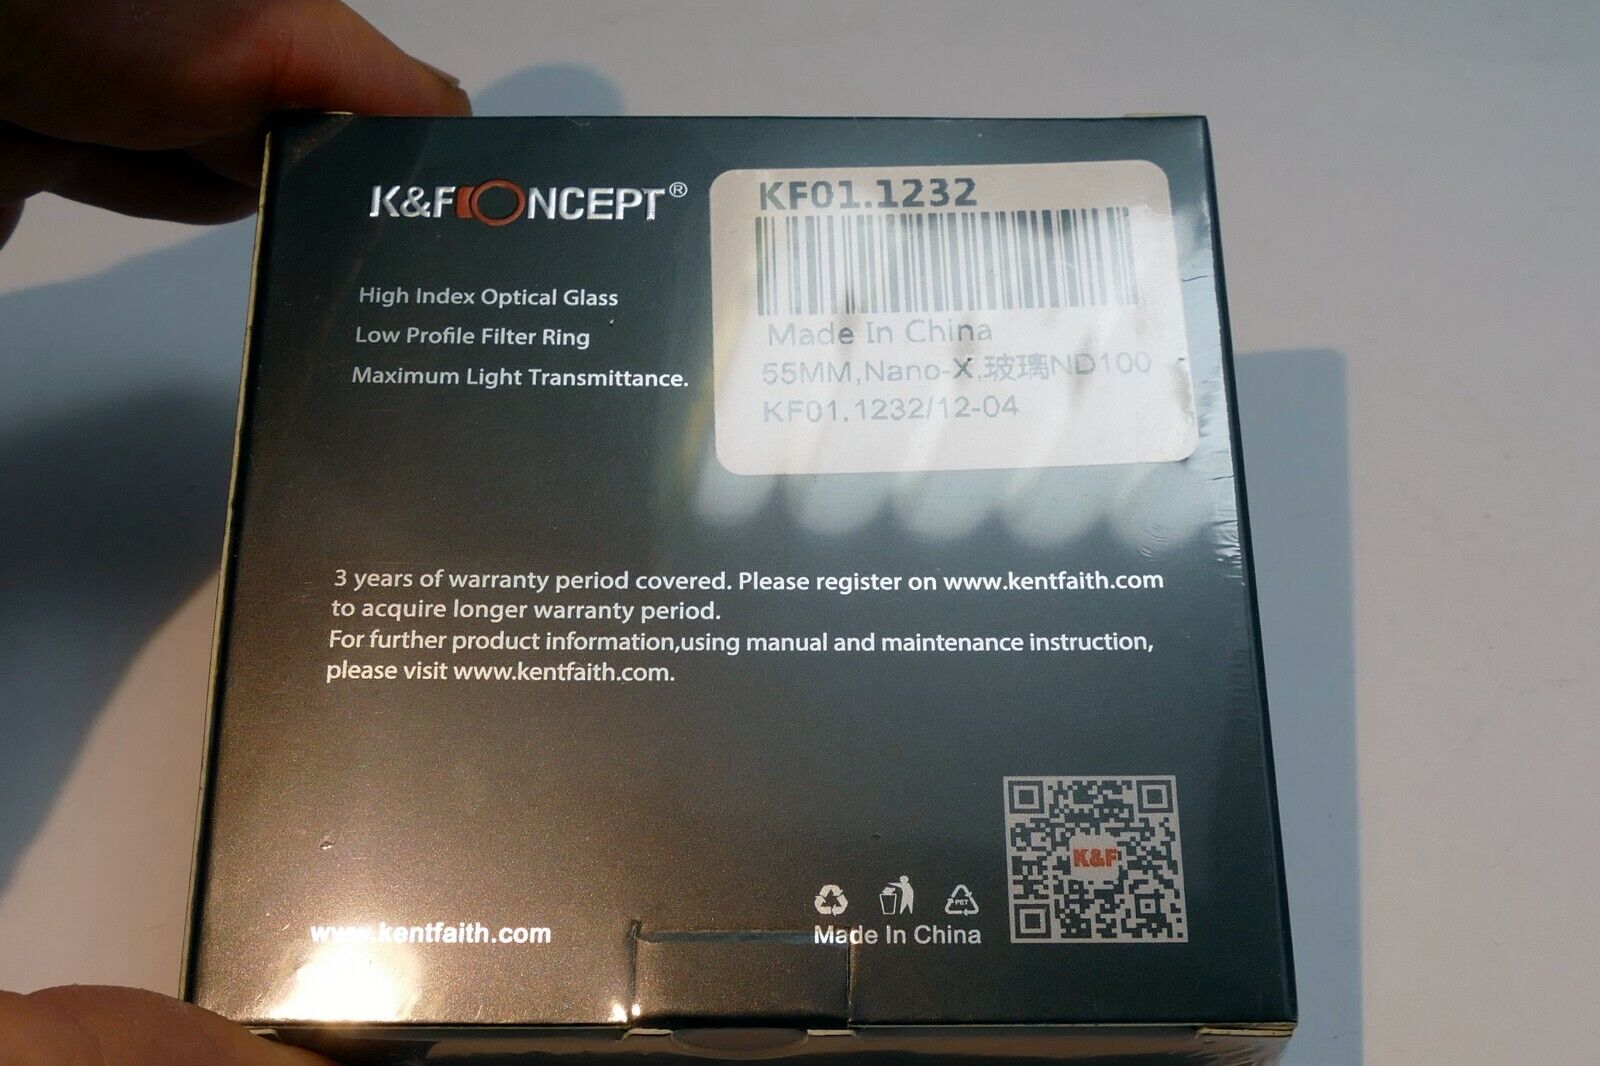 K&F CONCEPT®
KF01.1232
High Index Optical Glass
Low Profile Filter Ring
Maximum Light Transmittance.
Made In China
55MM,Nano-X,玻璃ND100
KF01.1232/12-04
3 years of warranty period covered. Please register on www.kentfaith.com
to acquire longer warranty period.
For further product information,using manual and maintenance instruction,
please visit www.kentfaith.com.
K&F
PET
www.kentfaith.com
Made In China